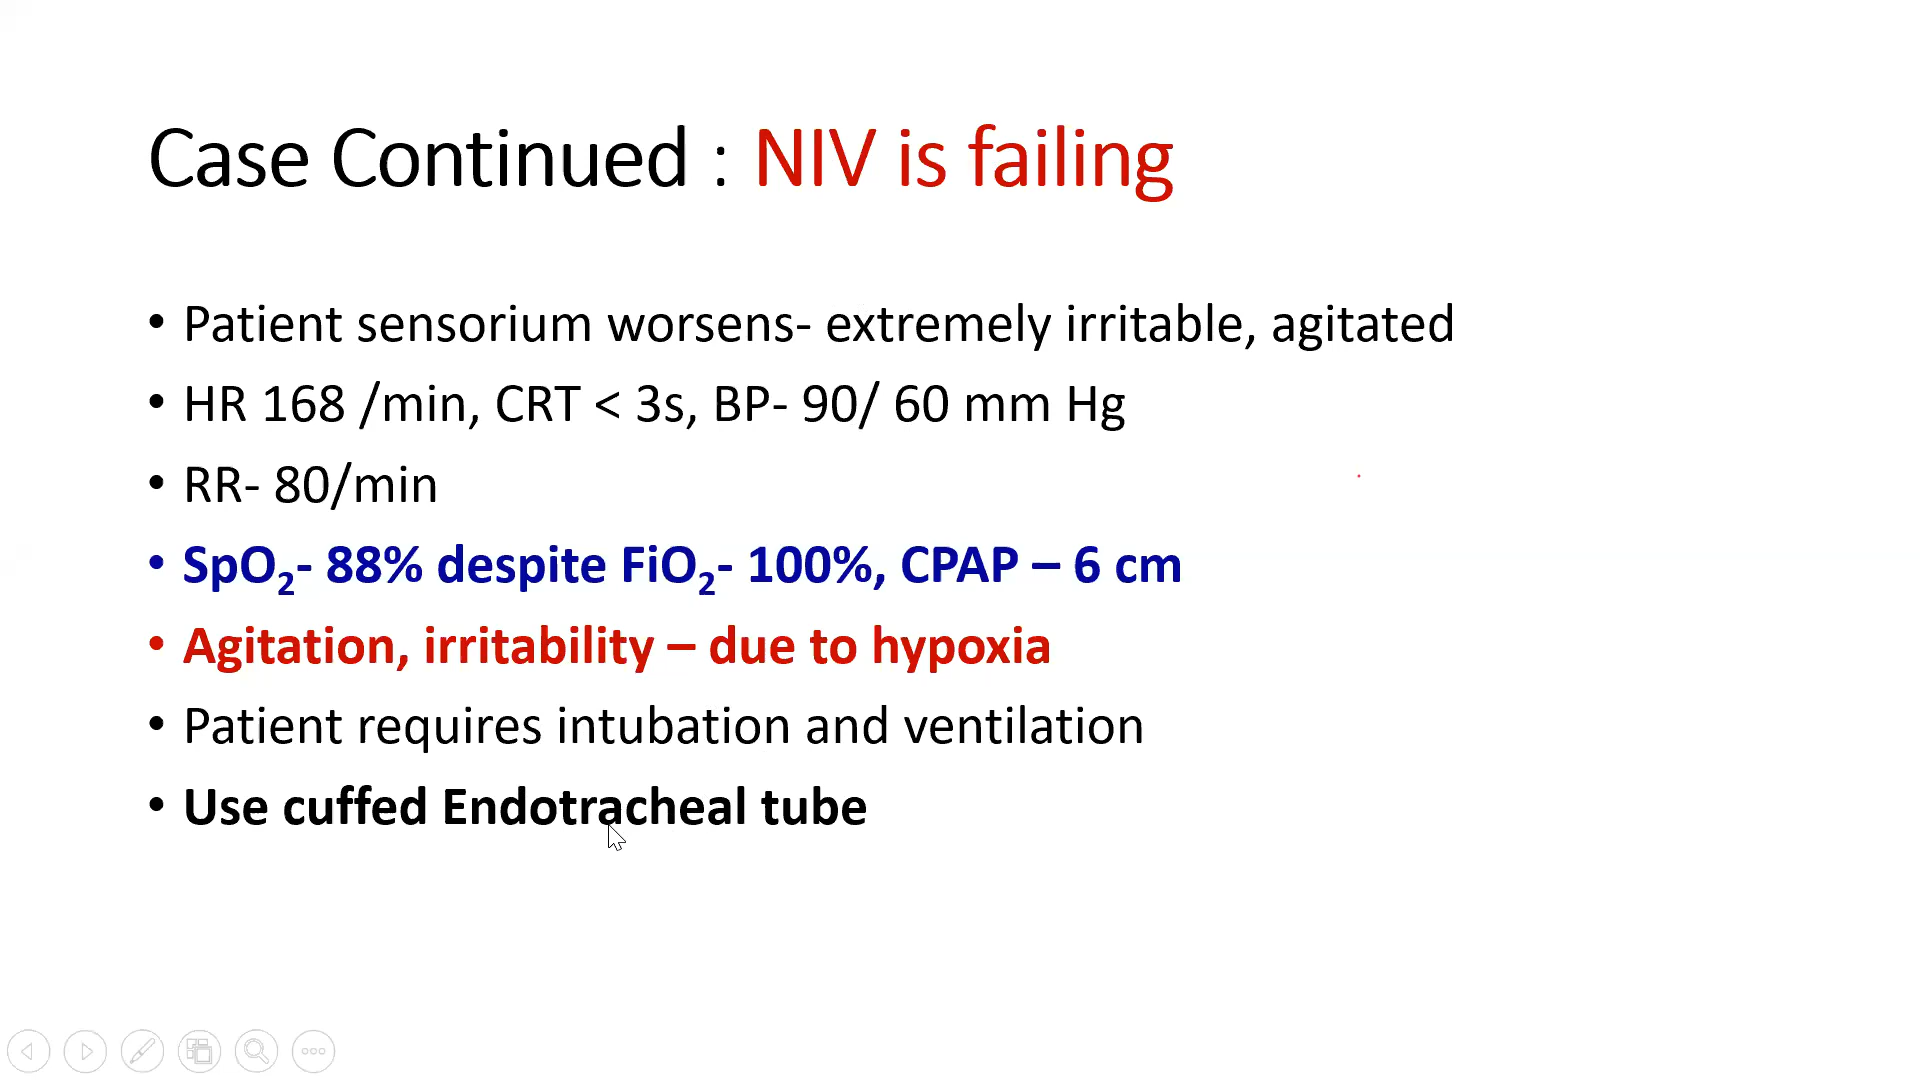 Case Continued : NIV is failing
• Patient sensorium worsens- extremely irritable, agitated
• HR 168 /min, CRT < 3s, BP- 90/ 60 mm Hg
• RR- 80/min
• SpO₂- 88% despite FiO₂- 100%, CPAP – 6 cm
• Agitation, irritability – due to hypoxia
• Patient requires intubation and ventilation
• Use cuffed Endotracheal tube